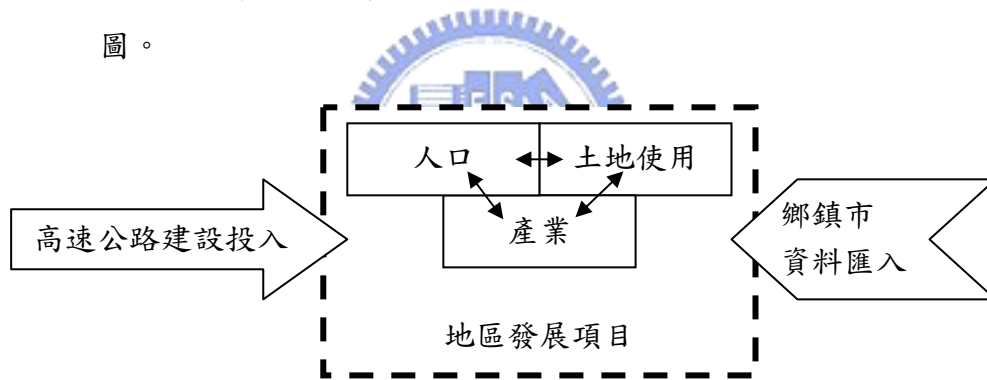 圖。
人口
土地使用
產業
高速公路建設投入
鄉鎮市
資料匯入
地區發展項目